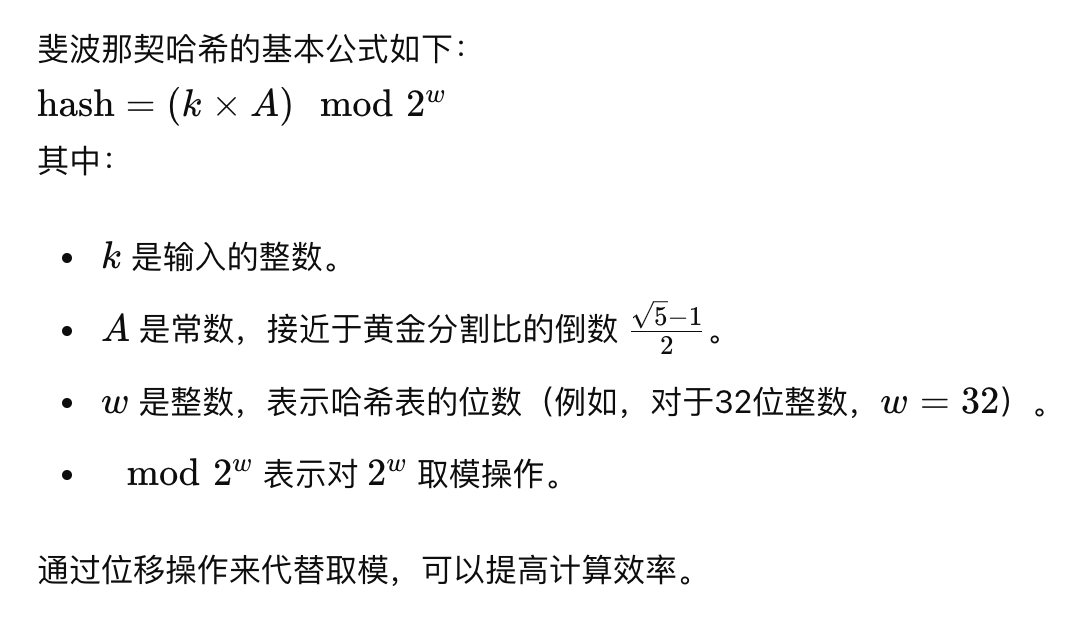 斐波那契哈希的基本公式如下：
hash = (k × A) mod 2^w
其中：
• k 是输入的整数。
• A 是常数，接近于黄金分割比的倒数 (√5−1)/2 。
• w 是整数，表示哈希表的位数（例如，对于32位整数，w = 32）。
• mod 2^w 表示对 2^w 取模操作。
通过位移操作来代替取模，可以提高计算效率。